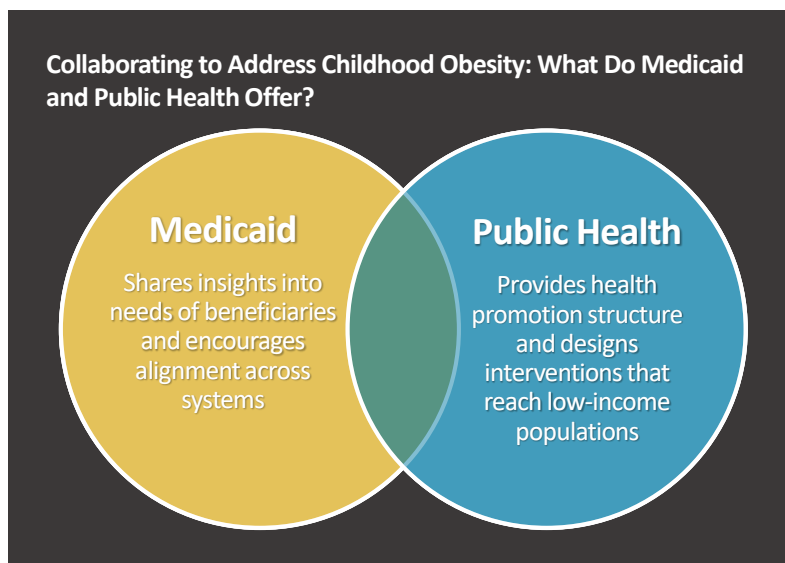 Collaborating to Address Childhood Obesity: What Do Medicaid
and Public Health Offer?
Medicaid
Shares insights into
needs of beneficiaries
and encourages
alignment across
systems
Public Health
Provides health
promotion structure
and designs
interventions that
reach low-income
populations